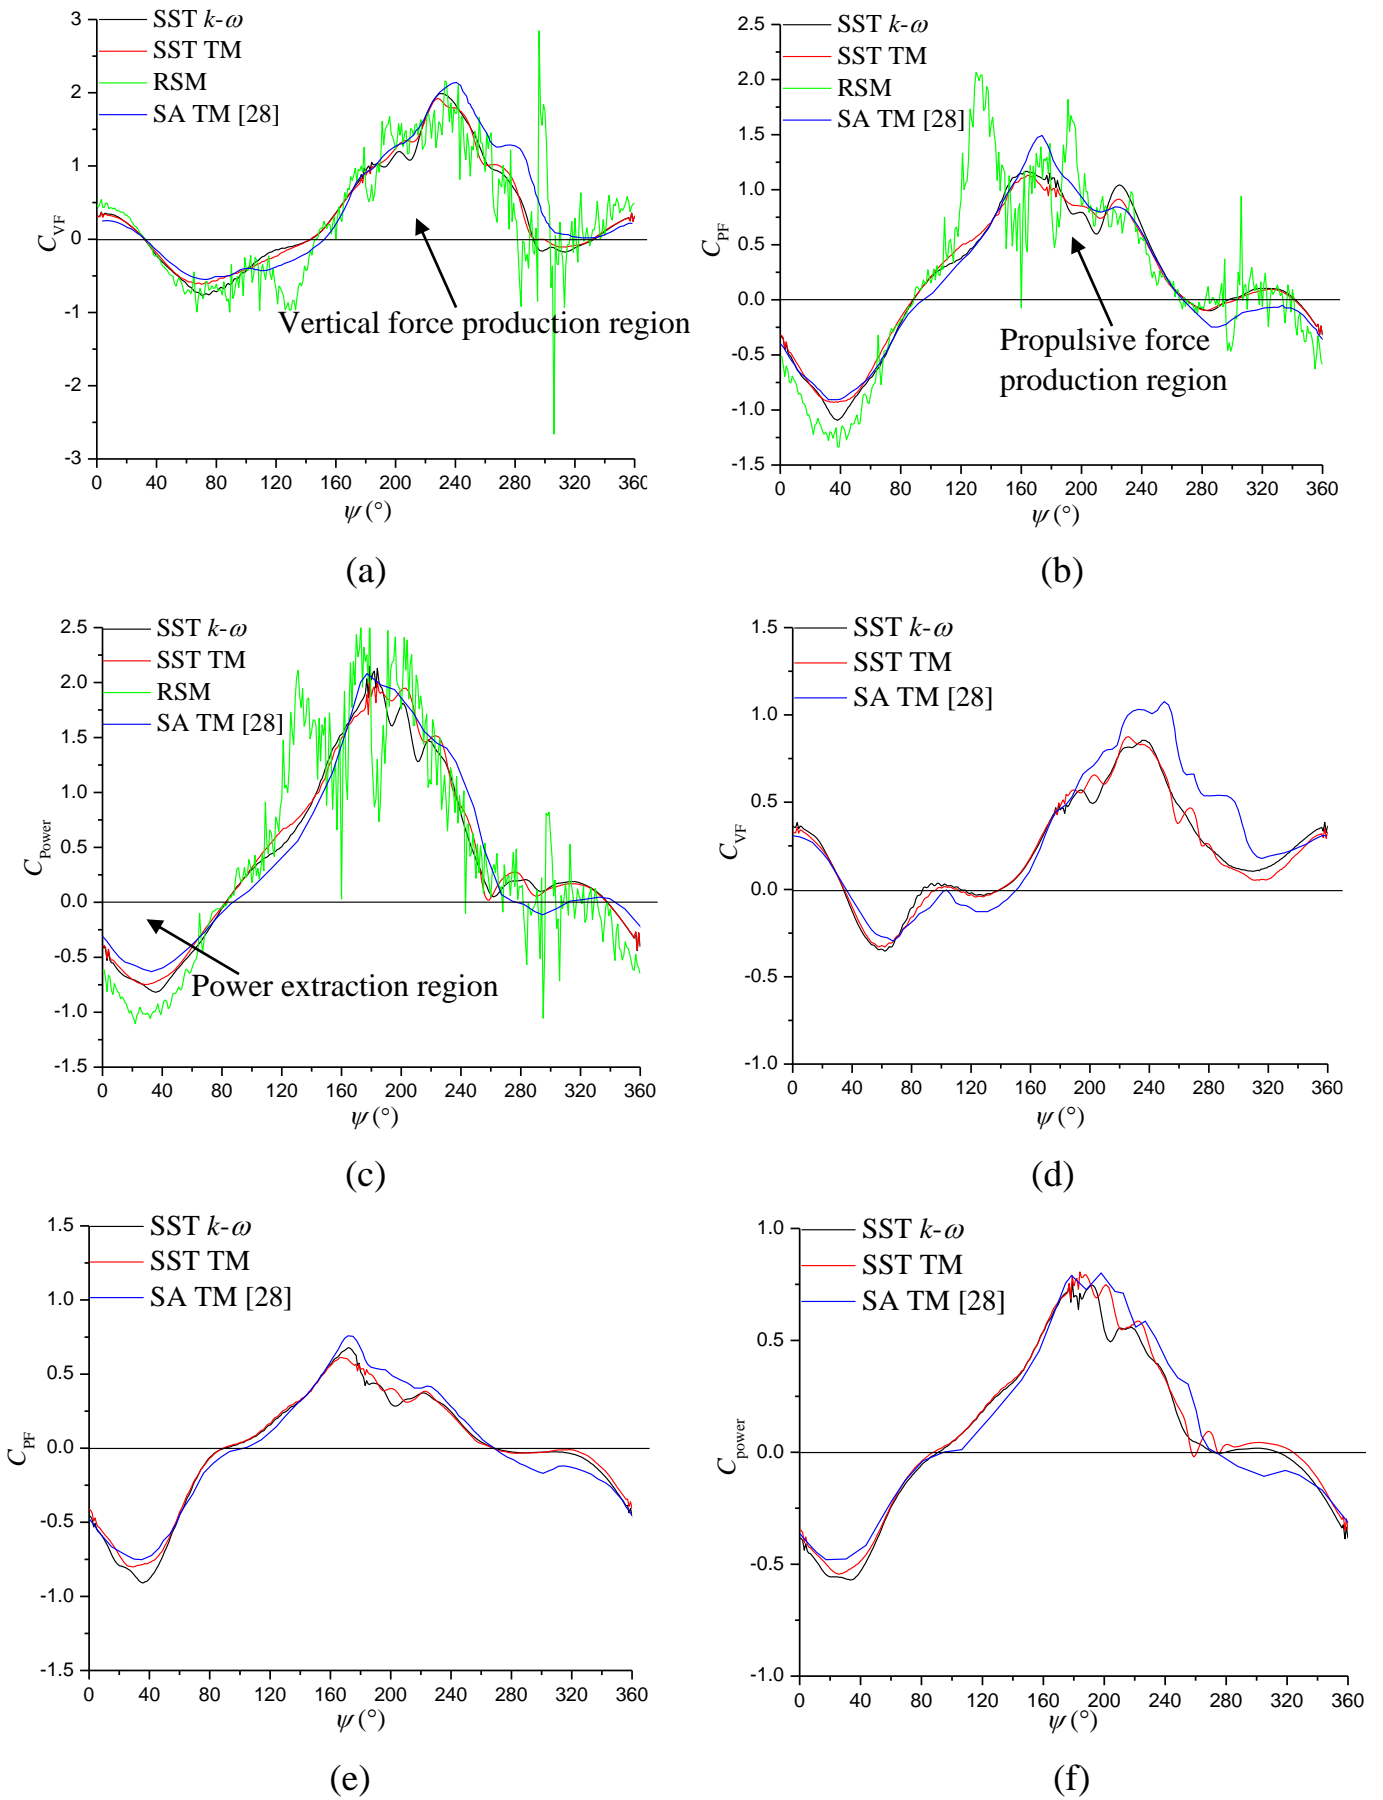 SST k-ω
SST TM
RSM
SA TM [28]
3
2
1
0
-1
-2
-3
C_VF
Vertical force production region
0 40 80 120 160 200 240 280 320 360
ψ (°)
(a)
SST k-ω
SST TM
RSM
SA TM [28]
2.5
2.0
1.5
1.0
0.5
0.0
-0.5
-1.0
-1.5
C_PF
Propulsive force
production region
0 40 80 120 160 200 240 280 320 360
ψ (°)
(b)
SST k-ω
SST TM
RSM
SA TM [28]
2.5
2.0
1.5
1.0
0.5
0.0
-0.5
-1.0
-1.5
C_Power
Power extraction region
0 40 80 120 160 200 240 280 320 360
ψ (°)
(c)
SST k-ω
SST TM
SA TM [28]
1.5
1.0
0.5
0.0
-0.5
-1.0
C_VF
0 40 80 120 160 200 240 280 320 360
ψ (°)
(d)
SST k-ω
SST TM
SA TM [28]
1.5
1.0
0.5
0.0
-0.5
-1.0
-1.5
C_PF
0 40 80 120 160 200 240 280 320 360
ψ (°)
(e)
SST k-ω
SST TM
SA TM [28]
1.0
0.5
0.0
-0.5
-1.0
C_power
0 40 80 120 160 200 240 280 320 360
ψ (°)
(f)